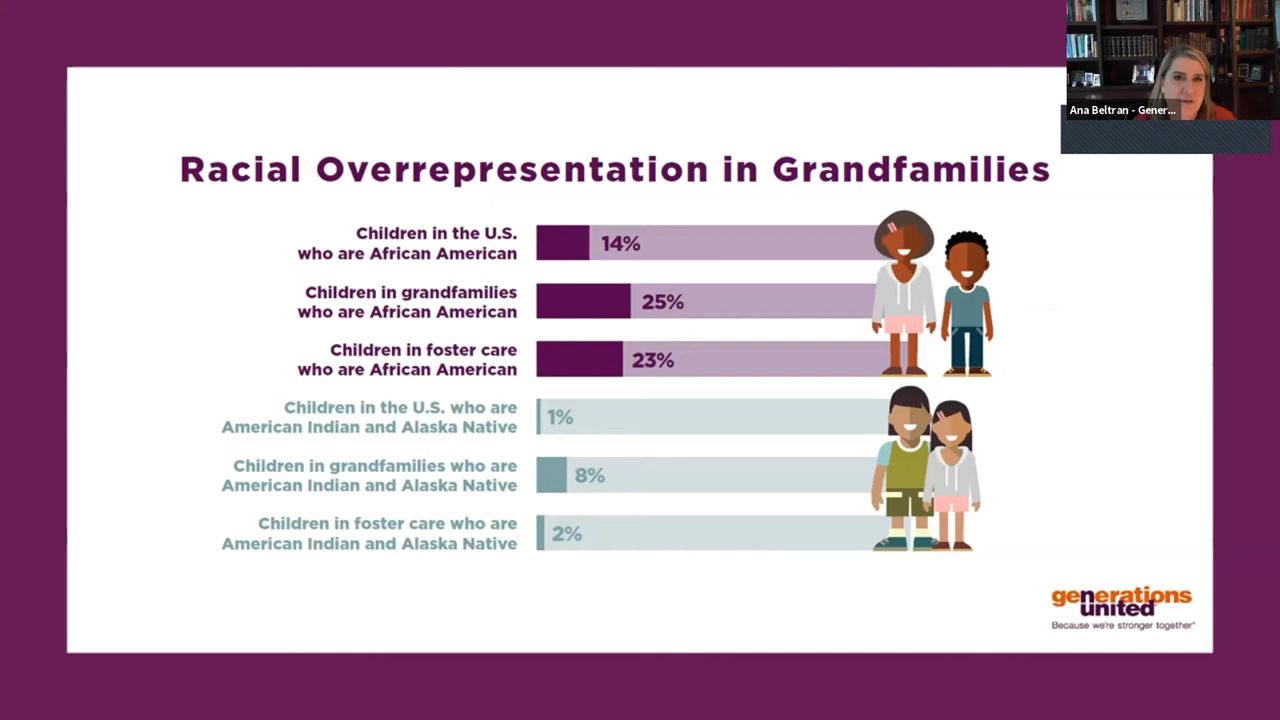 Ana Beltran - Gener...
Racial Overrepresentation in Grandfamilies
Children in the U.S.
who are African American
14%
Children in grandfamilies
who are African American
25%
Children in foster care
who are African American
23%
Children in the U.S. who are
American Indian and Alaska Native
1%
Children in grandfamilies who are
American Indian and Alaska Native
8%
Children in foster care who are
American Indian and Alaska Native
2%
generations
united
Because we're stronger together®